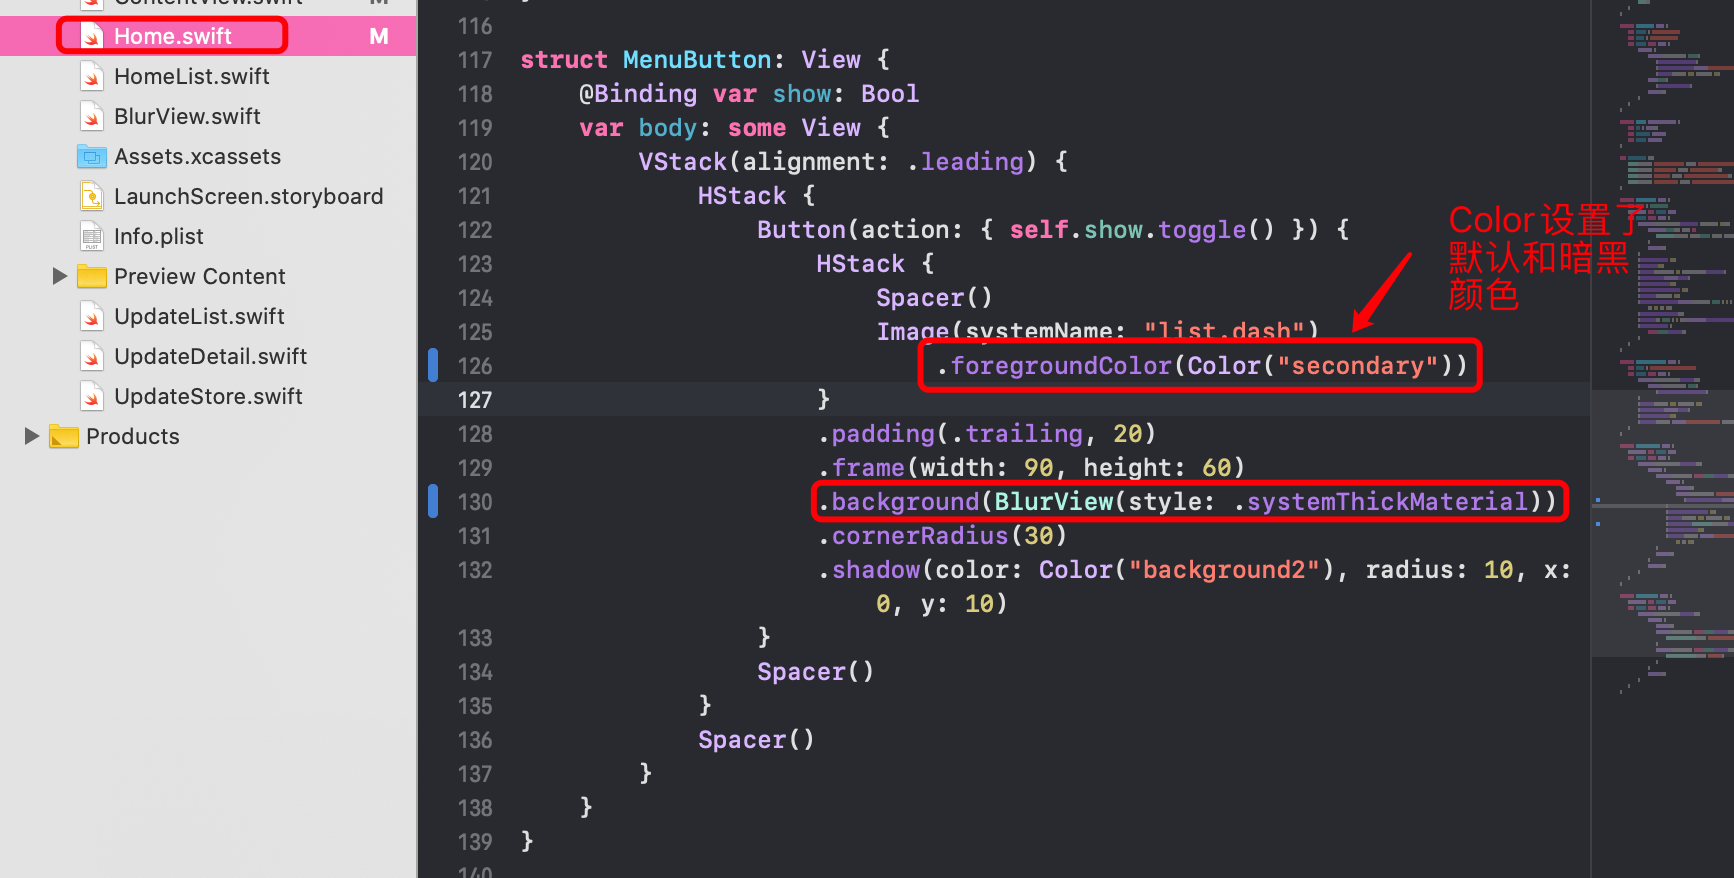 ContentView.swift M
Home.swift M
HomeList.swift
BlurView.swift
Assets.xcassets
LaunchScreen.storyboard
Info.plist
Preview Content
UpdateList.swift
UpdateDetail.swift
UpdateStore.swift
Products
116
117 struct MenuButton: View {
118 @Binding var show: Bool
119 var body: some View {
120 VStack(alignment: .leading) {
121 HStack {
122 Button(action: { self.show.toggle() }) {
123 HStack {
124 Spacer()
125 Image(systemName: "list.dash")
126 .foregroundColor(Color("secondary"))
127 }
128 .padding(.trailing, 20)
129 .frame(width: 90, height: 60)
130 .background(BlurView(style: .systemThickMaterial))
131 .cornerRadius(30)
132 .shadow(color: Color("background2"), radius: 10, x:
0, y: 10)
133 }
134 Spacer()
135 }
136 Spacer()
137 }
138 }
139 }
140
Color设置了
默认和暗黑
颜色